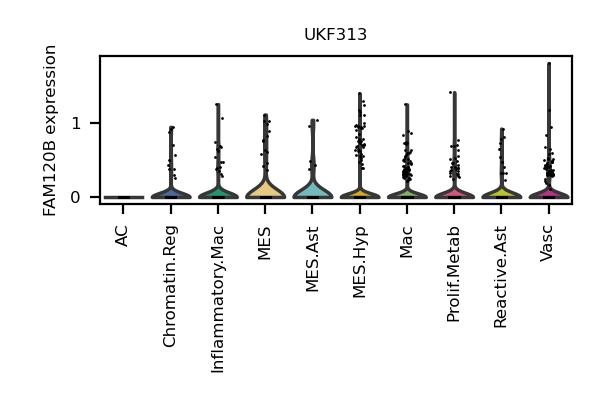 UKF313
FAM120B expression
1
0
AC
Chromatin.Reg
Inflammatory.Mac
MES
MES.Ast
MES.Hyp
Mac
Prolif.Metab
Reactive.Ast
Vasc